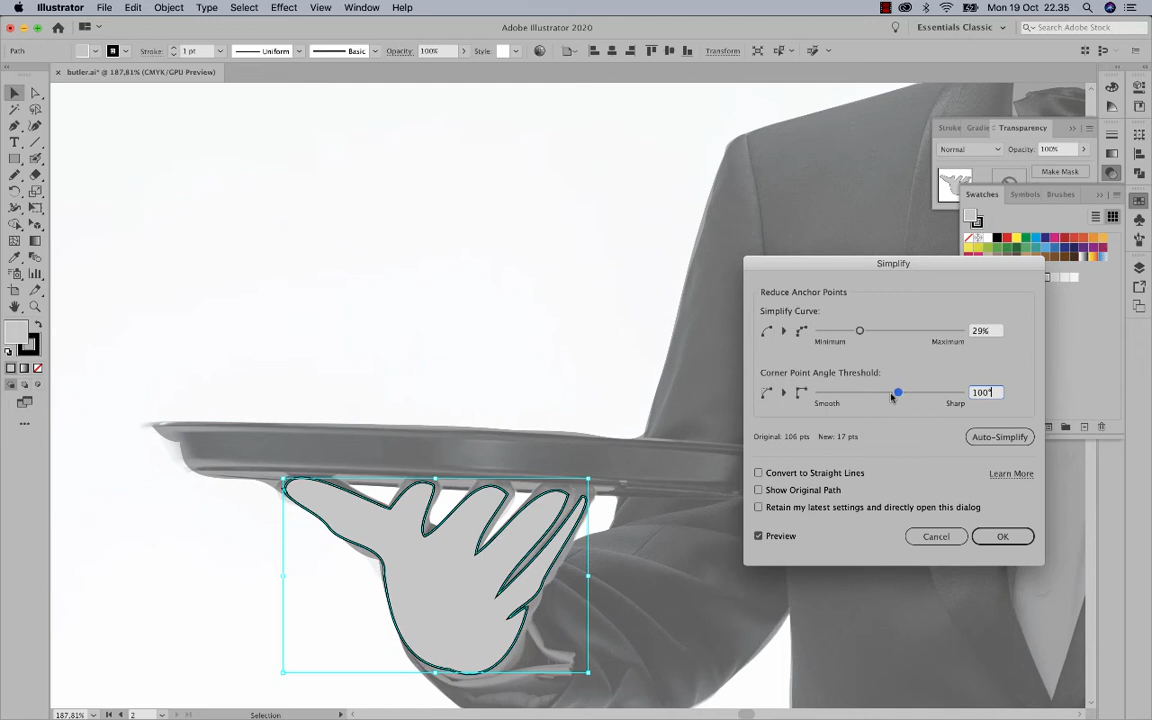 Illustrator File Edit Object Type Select Effect View Window Help Mon 19 Oct 22.35
Adobe Illustrator 2020 Essentials Classic Search Adobe Stock
Path Stroke: 1 pt Uniform Basic Opacity: 100% Style: Transform
butler.ai* @ 187,81% (CMYK/GPU Preview)
Stroke Gradie Transparency
Normal Opacity: 100%
Make Mask
Swatches Symbols Brushes
Simplify
Reduce Anchor Points
Simplify Curve:
29%
Minimum Maximum
Corner Point Angle Threshold:
100°
Smooth Sharp
Original: 106 pts New: 17 pts Auto-Simplify
Convert to Straight Lines Learn More
Show Original Path
Retain my latest settings and directly open this dialog
Preview Cancel OK
187,81% 2 Selection